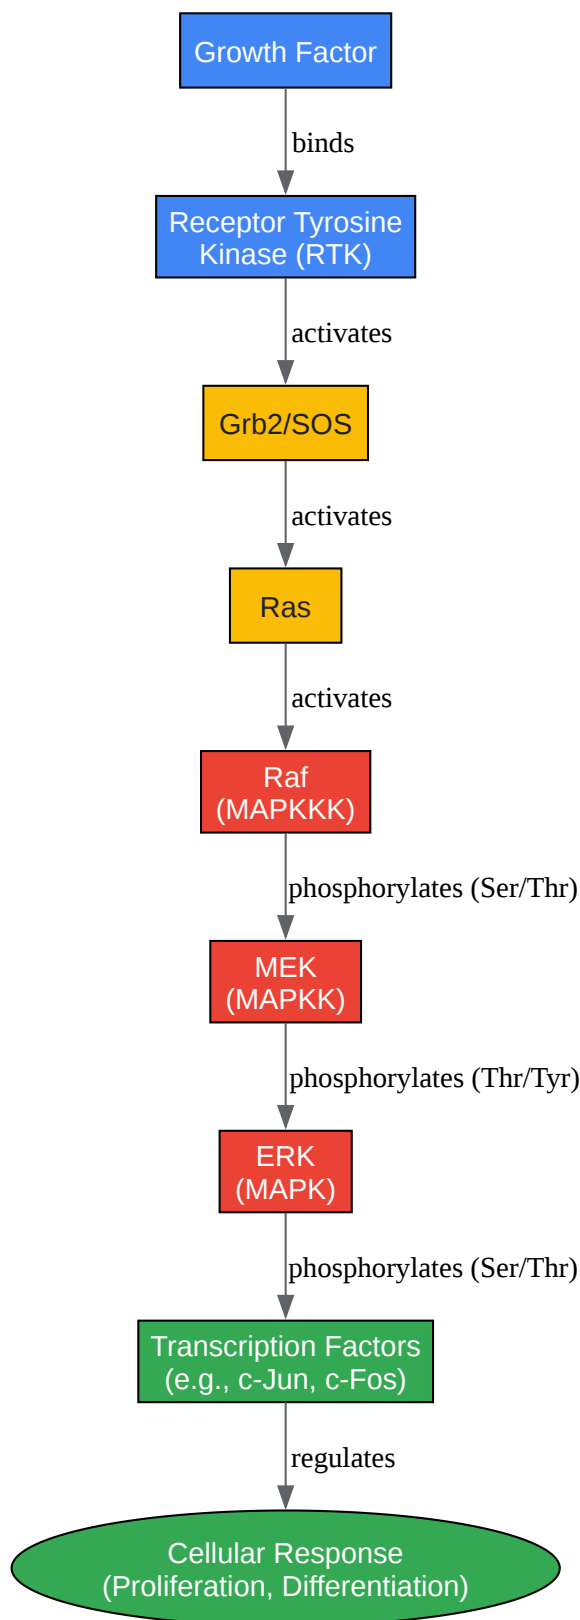 Growth Factor
binds
Receptor Tyrosine
Kinase (RTK)
activates
Grb2/SOS
activates
Ras
activates
Raf
(MAPKKK)
phosphorylates (Ser/Thr)
MEK
(MAPKK)
phosphorylates (Thr/Tyr)
ERK
(MAPK)
phosphorylates (Ser/Thr)
Transcription Factors
(e.g., c-Jun, c-Fos)
regulates
Cellular Response
(Proliferation, Differentiation)